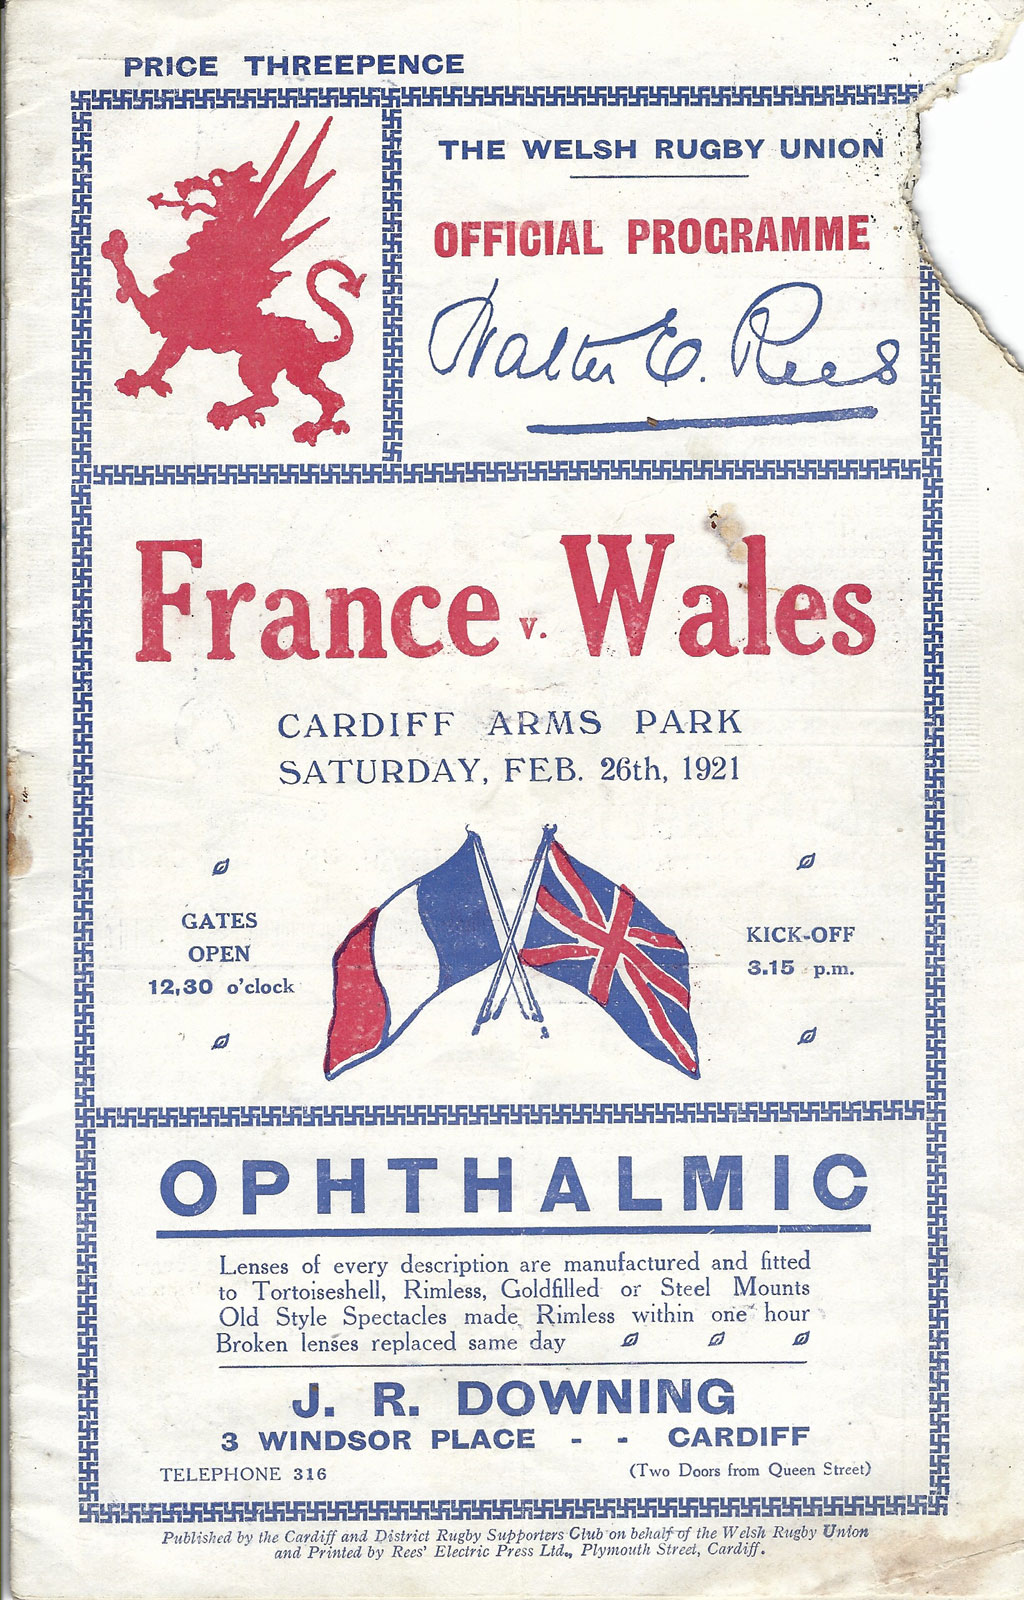 PRICE THREEPENCE
THE WELSH RUGBY UNION
OFFICIAL PROGRAMME
Walter E. Rees
France v. Wales
CARDIFF ARMS PARK
SATURDAY, FEB. 26th, 1921
GATES
OPEN
12,30 o'clock
KICK-OFF
3.15 p.m.
OPHTHALMIC
Lenses of every description are manufactured and fitted
to Tortoiseshell, Rimless, Goldfilled or Steel Mounts
Old Style Spectacles made Rimless within one hour
Broken lenses replaced same day
J. R. DOWNING
3 WINDSOR PLACE - - CARDIFF
TELEPHONE 316
(Two Doors from Queen Street)
Published by the Cardiff and District Rugby Supporters Club on behalf of the Welsh Rugby Union
and Printed by Rees' Electric Press Ltd., Plymouth Street, Cardiff.